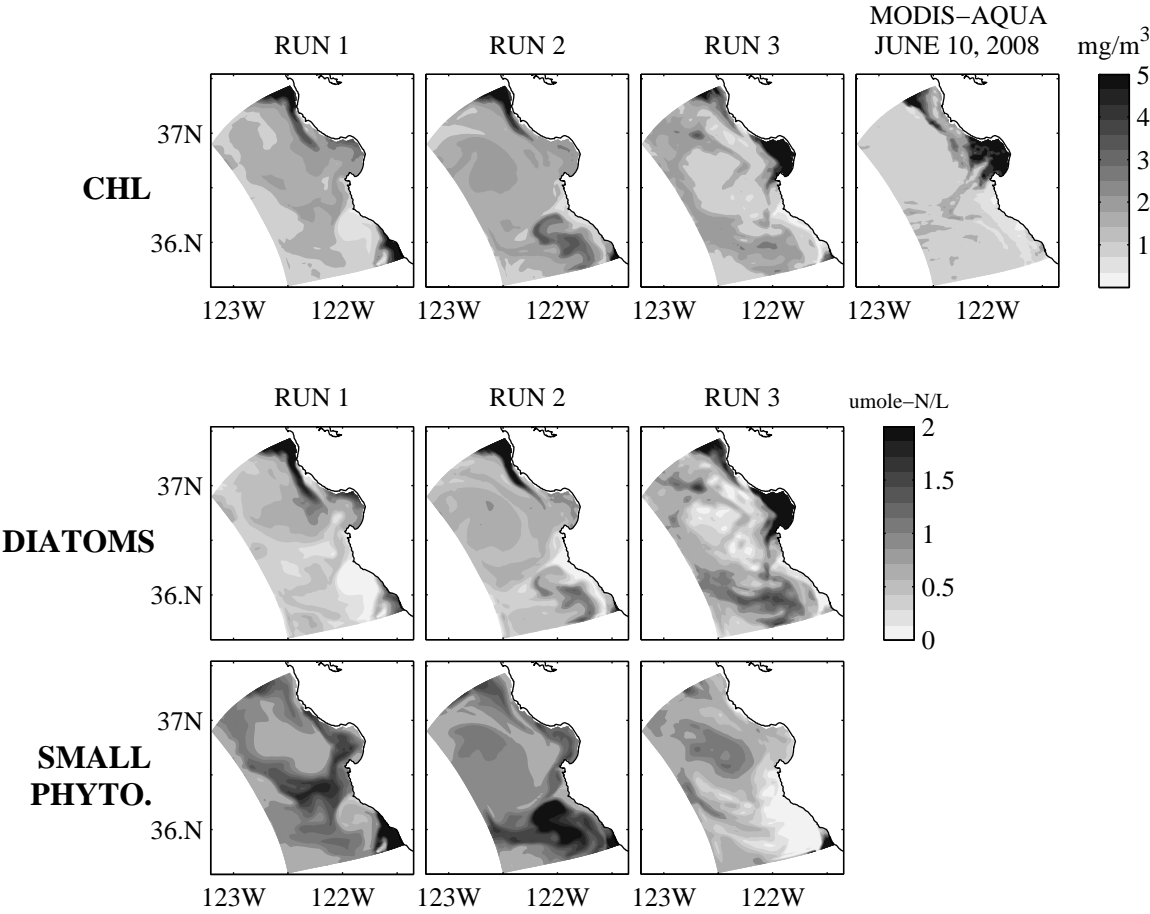 MODIS−AQUA
RUN 1 RUN 2 RUN 3 JUNE 10, 2008 mg/m3
5
4
3
2
1
37N
36.N
CHL
123W 122W 123W 122W 123W 122W 123W 122W
RUN 1 RUN 2 RUN 3 umole−N/L
2
1.5
1
0.5
0
37N
36.N
DIATOMS
37N
36.N
SMALL
PHYTO.
123W 122W 123W 122W 123W 122W